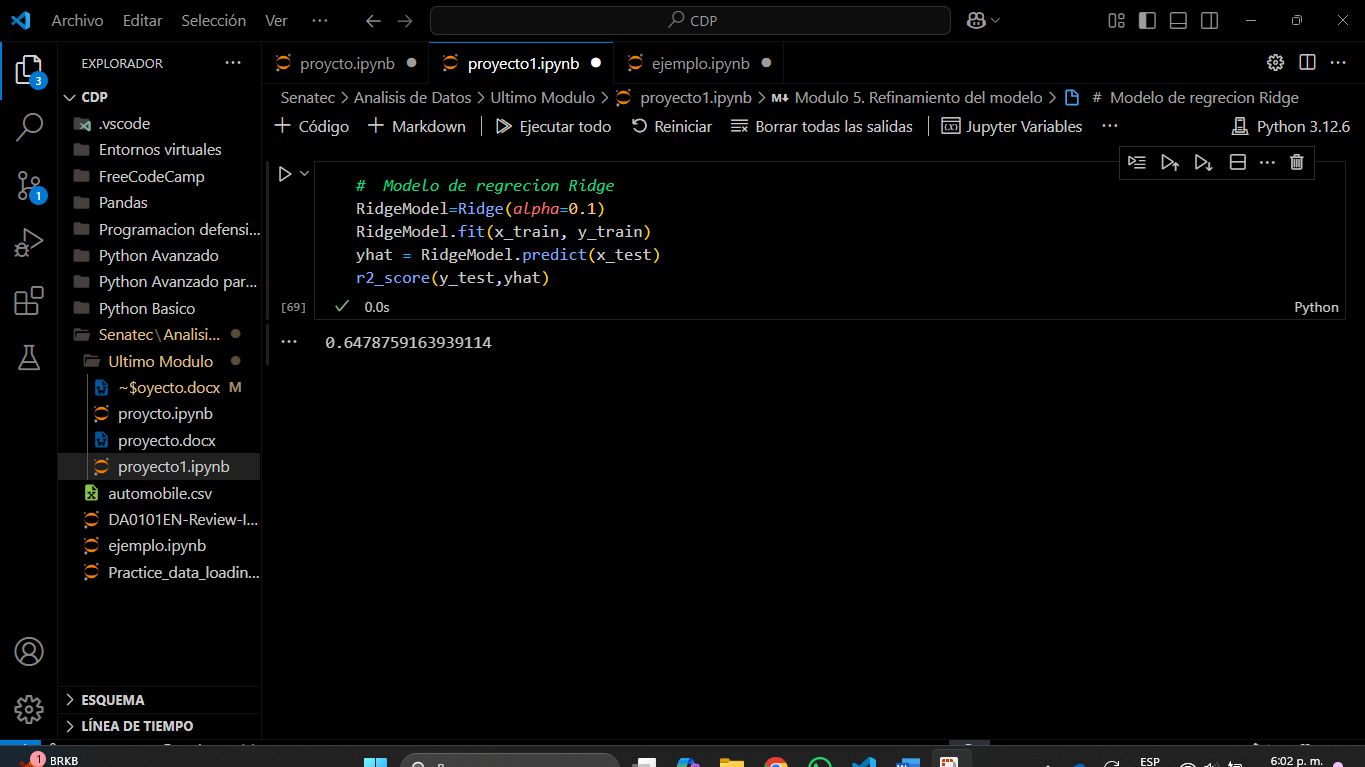 Archivo Editar Selección Ver ··· CDP
EXPLORADOR ···
proycto.ipynb proyecto1.ipynb ejemplo.ipynb ···
CDP
Senatec > Analisis de Datos > Ultimo Modulo > proyecto1.ipynb > M↓ Modulo 5. Refinamiento del modelo > # Modelo de regrecion Ridge
+ Código + Markdown Ejecutar todo Reiniciar Borrar todas las salidas Jupyter Variables ··· Python 3.12.6
3
1
.vscode
Entornos virtuales
FreeCodeCamp
Pandas
Programacion defensi...
Python Avanzado
Python Avanzado par...
Python Basico
Senatec\Analisi...
Ultimo Modulo
~$oyecto.docx M
proycto.ipynb
proyecto.docx
proyecto1.ipynb
automobile.csv
DA0101EN-Review-I...
ejemplo.ipynb
Practice_data_loadin...
ESQUEMA
LÍNEA DE TIEMPO
# Modelo de regrecion Ridge
RidgeModel=Ridge(alpha=0.1)
RidgeModel.fit(x_train, y_train)
yhat = RidgeModel.predict(x_test)
r2_score(y_test,yhat)
[69] 0.0s Python
··· 0.6478759163939114
1 BRKB
ESP
6:02 p. m.